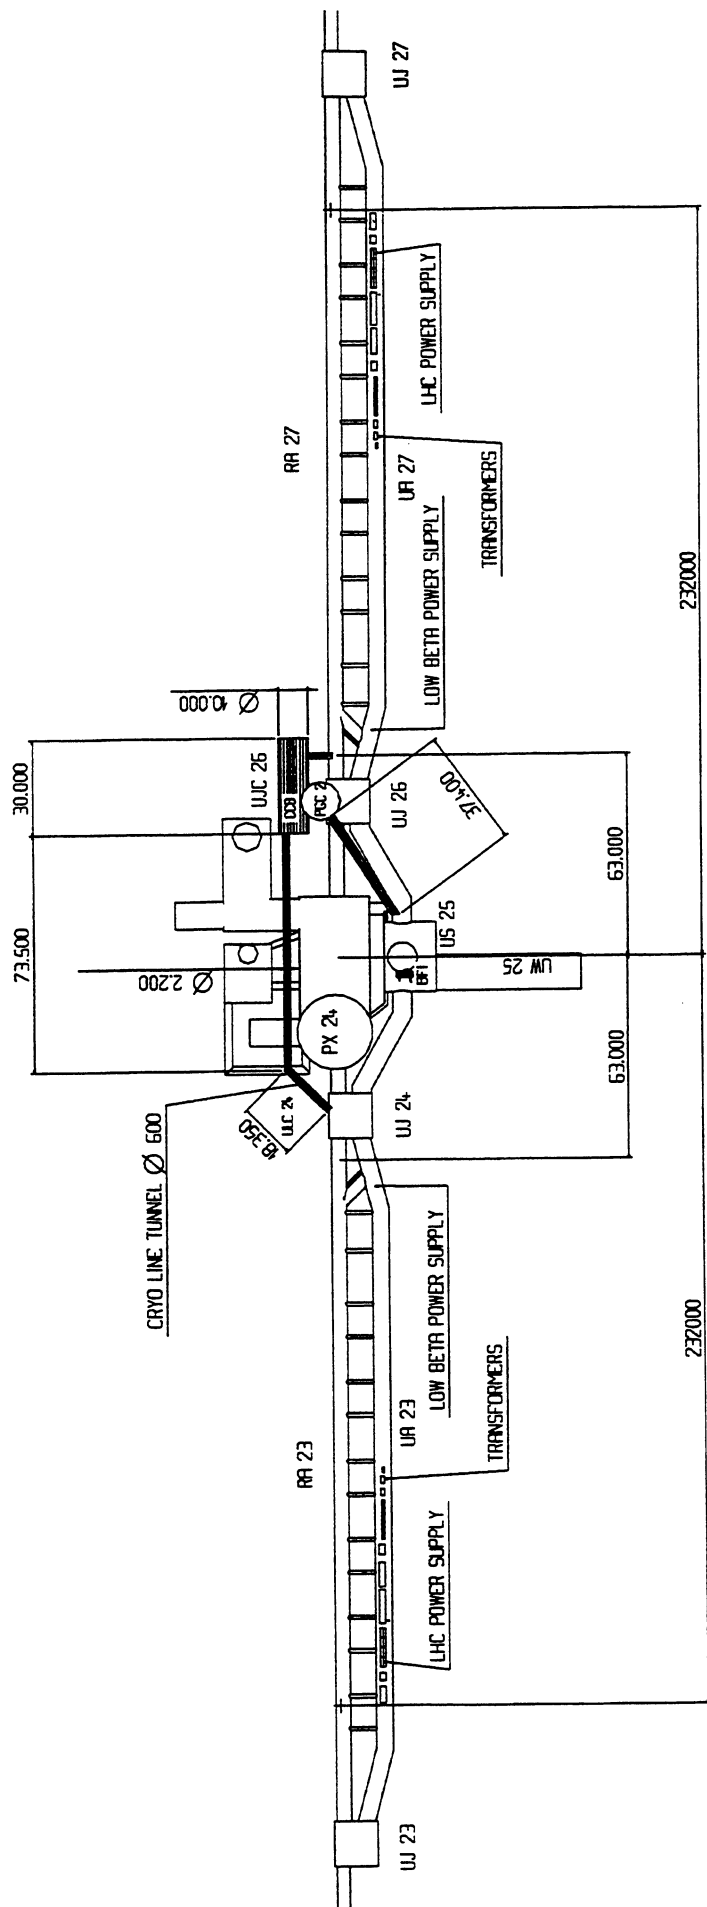 30.000
73.500
Ø 10.000
Ø 2.200
CRYO LINE TUNNEL Ø 600
UJC 26
CCB
PGC 2
ULC 24
18.350
RA 23
RA 27
PX 24
UJ 23
UJ 24
UJ 26
UJ 27
US 25
UW 25
UA 23
UA 27
37.400
LHC POWER SUPPLY
TRANSFORMERS
LOW BETA POWER SUPPLY
LOW BETA POWER SUPPLY
TRANSFORMERS
LHC POWER SUPPLY
63.000
63.000
232000
232000